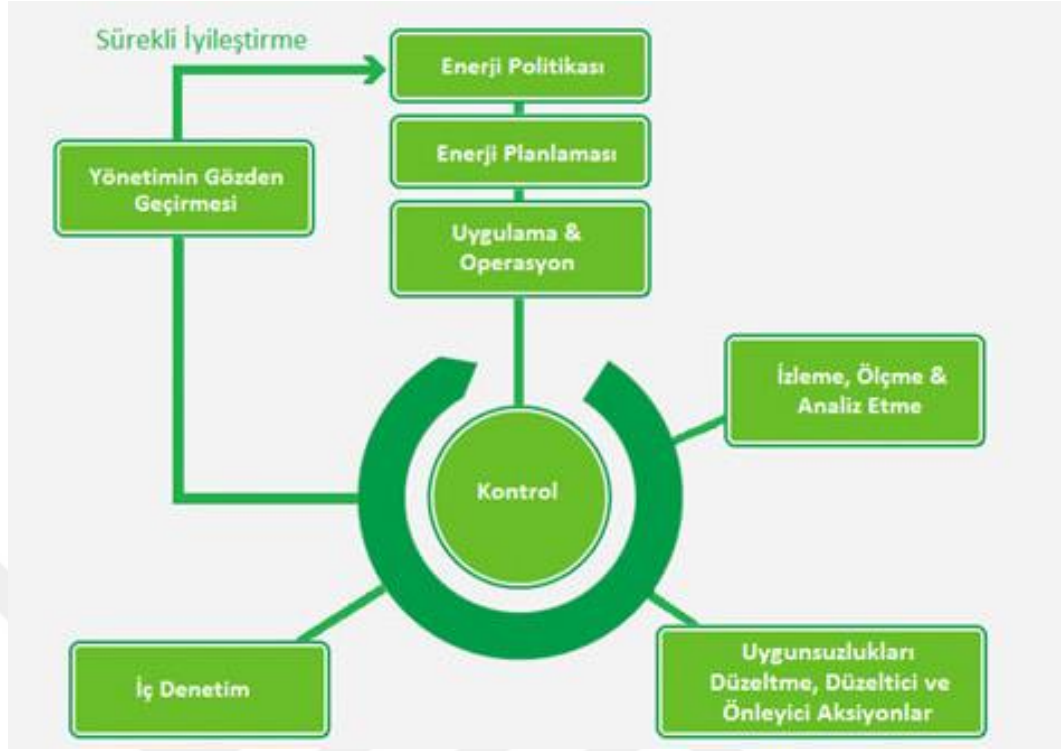 Sürekli İyileştirme
Enerji Politikası
Enerji Planlaması
Yönetimin Gözden
Geçirmesi
Uygulama &
Operasyon
İzleme, Ölçme &
Analiz Etme
Kontrol
İç Denetim
Uygunsuzlukları
Düzeltme, Düzeltici ve
Önleyici Aksiyonlar